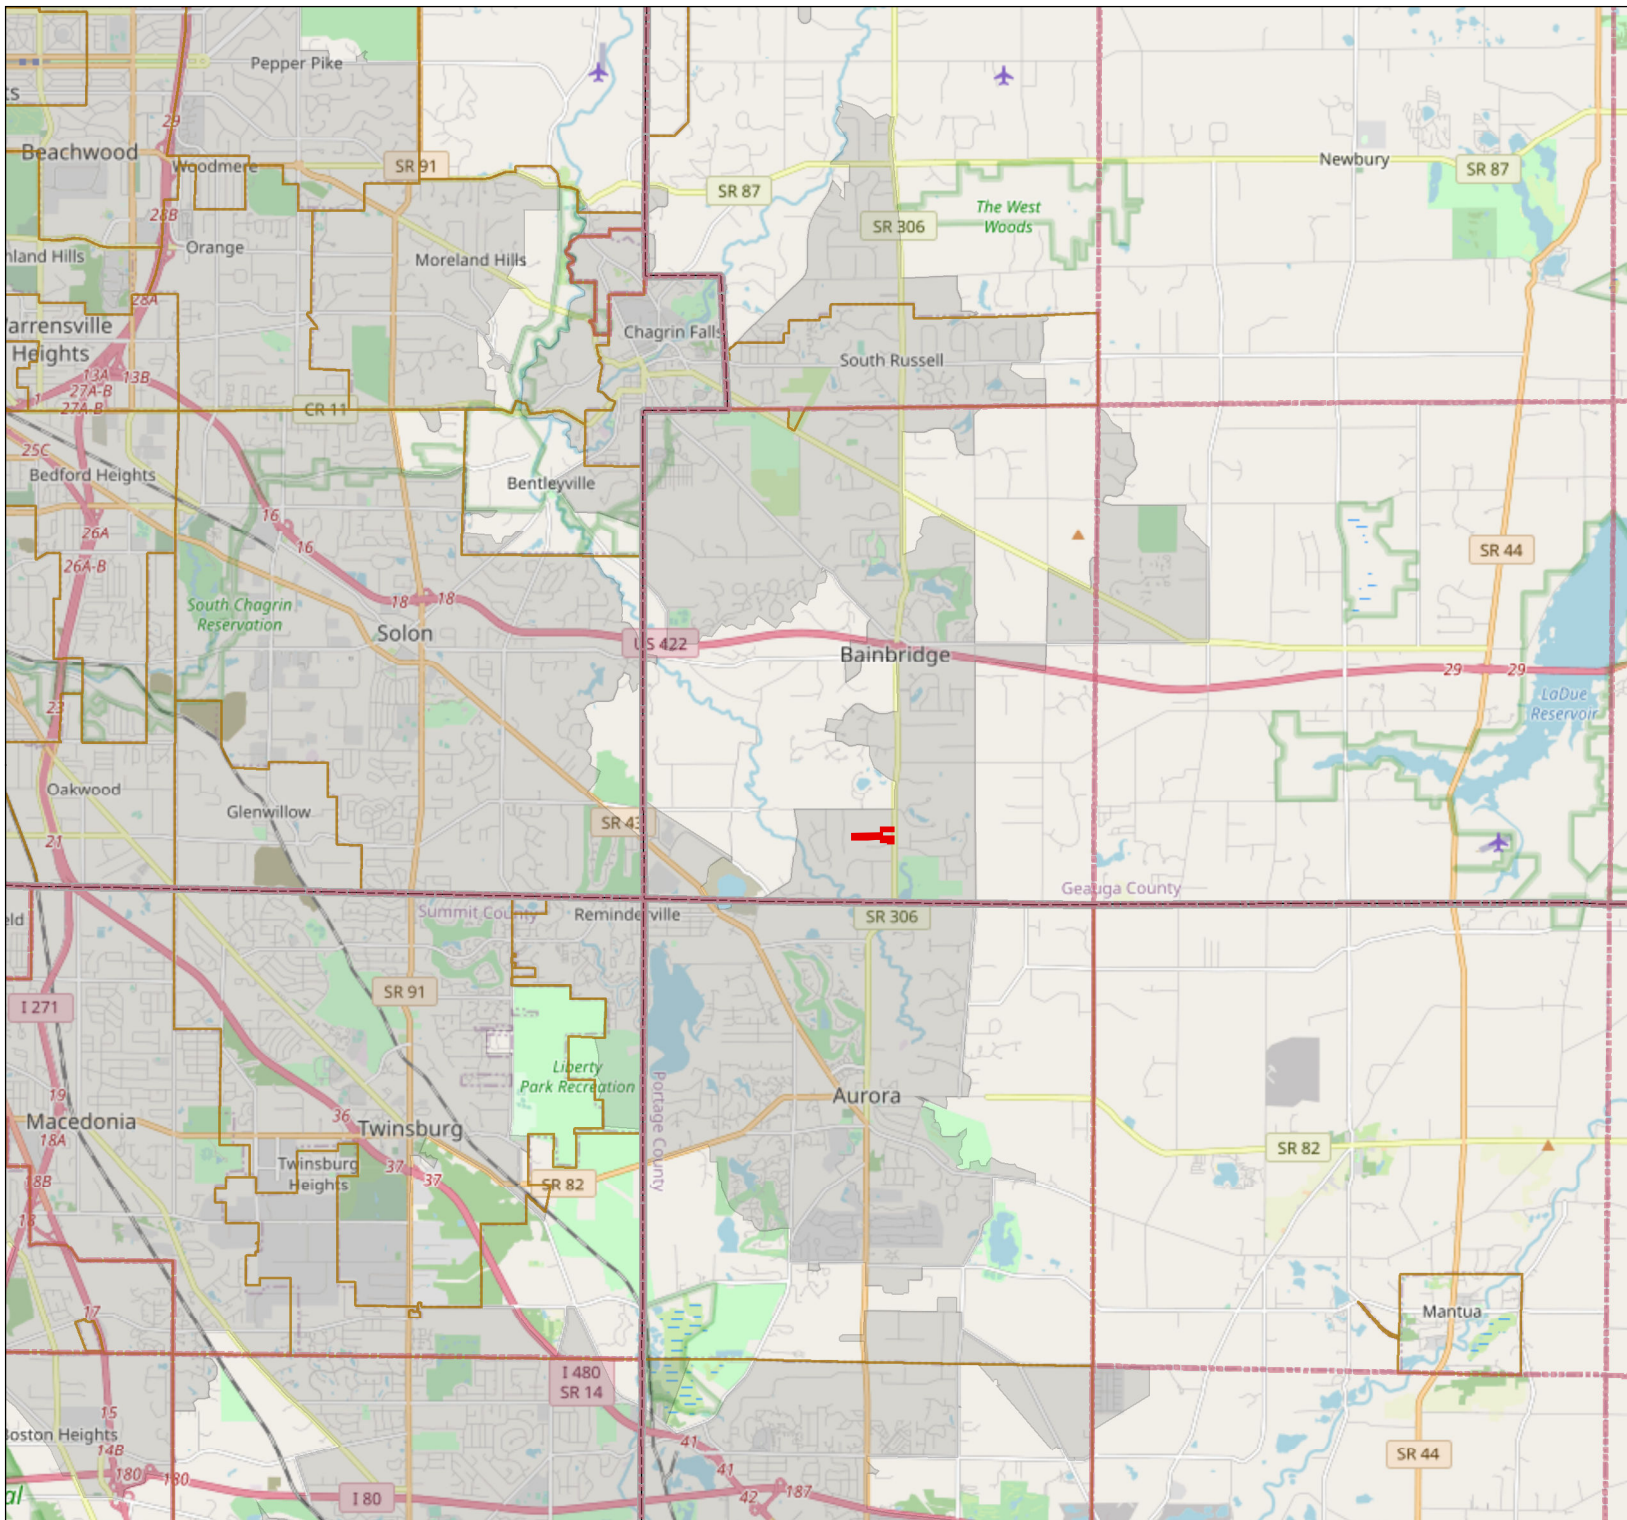 Pepper Pike
29
Beachwood
Woodmere
SR 91
Newbury
SR 87
SR 87
28B
SR 306
The West
Woods
Orange
Moreland Hills
28A
Chagrin Falls
Heights
South Russell
13A
13B
27A-B
27A-B
1
CR 11
25C
Bedford Heights
Bentleyville
16
26A
16
SR 44
26A-B
18
18
South Chagrin
Reservation
Solon
US 422
Bainbridge
29
29
LaDue
Reservoir
23
Oakwood
Glenwillow
SR 43
21
Geauga County
Summit County
Reminderville
SR 306
SR 91
I 271
Liberty
Park Recreation
Portage County
19
Aurora
36
Macedonia
18A
Twinsburg
SR 82
Twinsburg
Heights
37
37
SR 82
18B
18
17
Mantua
I 480
SR 14
15
Boston Heights
14B
41
SR 44
180
180
41
187
42
I 80